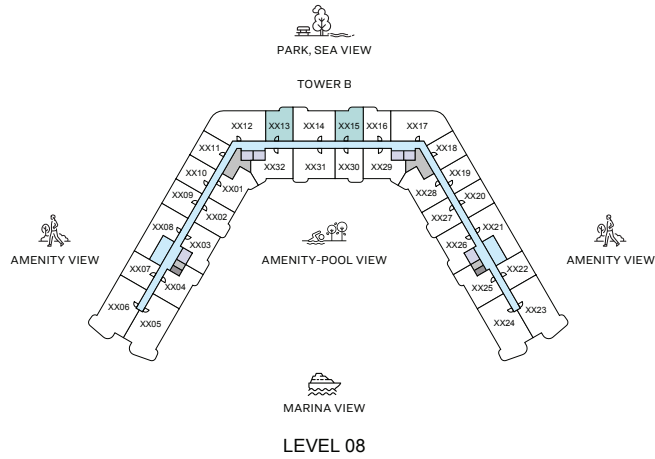 PARK, SEA VIEW
TOWER B
XX12
XX13
XX14
XX15
XX16
XX17
XX11
XX18
XX32
XX31
XX30
XX29
XX10
XX01
XX28
XX19
XX09
XX02
XX27
XX20
XX08
XX03
XX26
XX21
AMENITY VIEW
AMENITY-POOL VIEW
AMENITY VIEW
XX07
XX04
XX25
XX22
XX06
XX05
XX24
XX23
MARINA VIEW
LEVEL 08